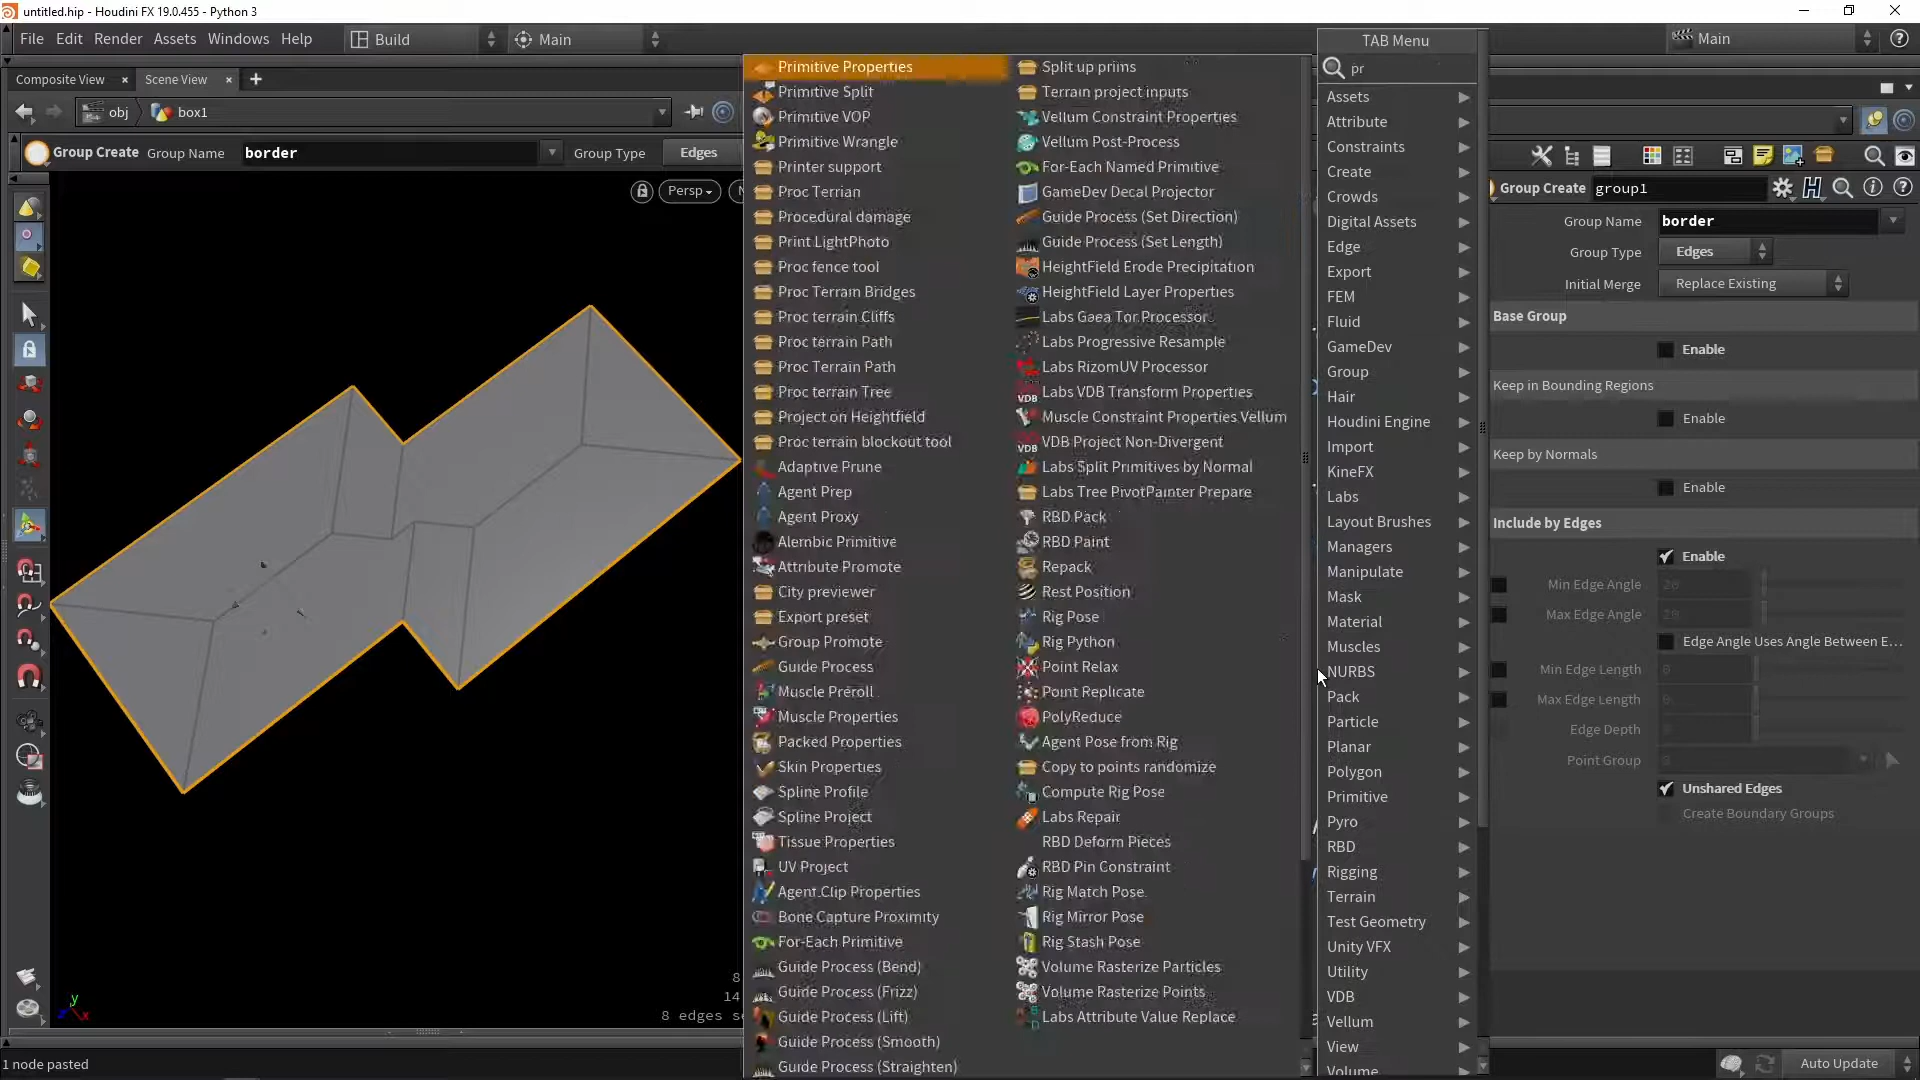 untitled.hip - Houdini FX 19.0.455 - Python 3
File Edit Render Assets Windows Help Build Main Main
Composite View × Scene View × +
obj box1
Group Create Group Name border Group Type Edges
Persp
8
14
8 edges se
1 node pasted
y
z x
Primitive Properties
Primitive Split
Primitive VOP
Primitive Wrangle
Printer support
Proc Terrian
Procedural damage
Print LightPhoto
Proc fence tool
Proc Terrain Bridges
Proc terrain Cliffs
Proc terrain Path
Proc Terrain Path
Proc terrain Tree
Project on Heightfield
Proc terrain blockout tool
Adaptive Prune
Agent Prep
Agent Proxy
Alembic Primitive
Attribute Promote
City previewer
Export preset
Group Promote
Guide Process
Muscle Preroll
Muscle Properties
Packed Properties
Skin Properties
Spline Profile
Spline Project
Tissue Properties
UV Project
Agent Clip Properties
Bone Capture Proximity
For-Each Primitive
Guide Process (Bend)
Guide Process (Frizz)
Guide Process (Lift)
Guide Process (Smooth)
Guide Process (Straighten)
Split up prims
Terrain project inputs
Vellum Constraint Properties
Vellum Post-Process
For-Each Named Primitive
GameDev Decal Projector
Guide Process (Set Direction)
Guide Process (Set Length)
HeightField Erode Precipitation
HeightField Layer Properties
Labs Gaea Tor Processor
Labs Progressive Resample
Labs RizomUV Processor
VDB Labs VDB Transform Properties
Muscle Constraint Properties Vellum
VDB VDB Project Non-Divergent
Labs Split Primitives by Normal
Labs Tree PivotPainter Prepare
RBD Pack
RBD Paint
Repack
Rest Position
Rig Pose
Rig Python
Point Relax
Point Replicate
PolyReduce
Agent Pose from Rig
Copy to points randomize
Compute Rig Pose
Labs Repair
RBD Deform Pieces
RBD Pin Constraint
Rig Match Pose
Rig Mirror Pose
Rig Stash Pose
Volume Rasterize Particles
Volume Rasterize Points
Labs Attribute Value Replace
TAB Menu
pr
Assets
Attribute
Constraints
Create
Crowds
Digital Assets
Edge
Export
FEM
Fluid
GameDev
Group
Hair
Houdini Engine
Import
KineFX
Labs
Layout Brushes
Managers
Manipulate
Mask
Material
Muscles
NURBS
Pack
Particle
Planar
Polygon
Primitive
Pyro
RBD
Rigging
Terrain
Test Geometry
Unity VFX
Utility
VDB
Vellum
View
Volume
Group Create group1
Group Name border
Group Type Edges
Initial Merge Replace Existing
Base Group
Enable
Keep in Bounding Regions
Enable
Keep by Normals
Enable
Include by Edges
Enable
Min Edge Angle 20
Max Edge Angle 20
Edge Angle Uses Angle Between E...
Min Edge Length 0
Max Edge Length 0
Edge Depth
Point Group
Unshared Edges
Create Boundary Groups
Auto Update